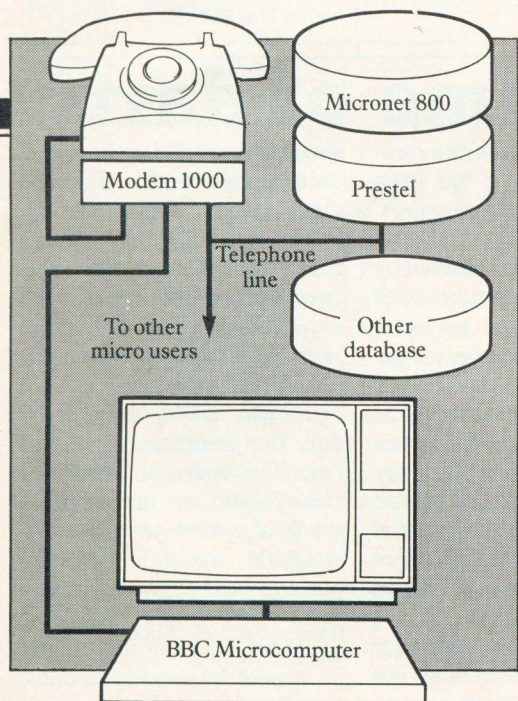 Micronet 800
Modem 1000
Prestel
Telephone
line
To other
micro users
Other
database
BBC Microcomputer